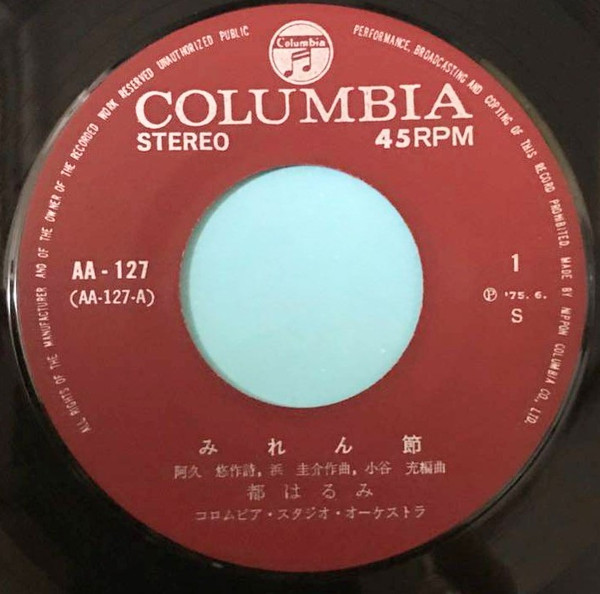 ALL RIGHTS OF THE MANUFACTURER AND OF THE OWNER OF THE RECORDED WORK RESERVED UNAUTHORIZED PUBLIC PERFORMANCE, BROADCASTING AND COPYING OF THIS RECORD PROHIBITED. MADE BY NIPPON COLUMBIA CO., LTD.
Columbia
COLUMBIA
STEREO 45RPM
AA-127 1
(AA-127-A) Ⓟ '75. 6.
S
みれん節
阿久 悠作詩, 浜 圭介作曲, 小谷 充編曲
都はるみ
コロムビア・スタジオ・オーケストラ